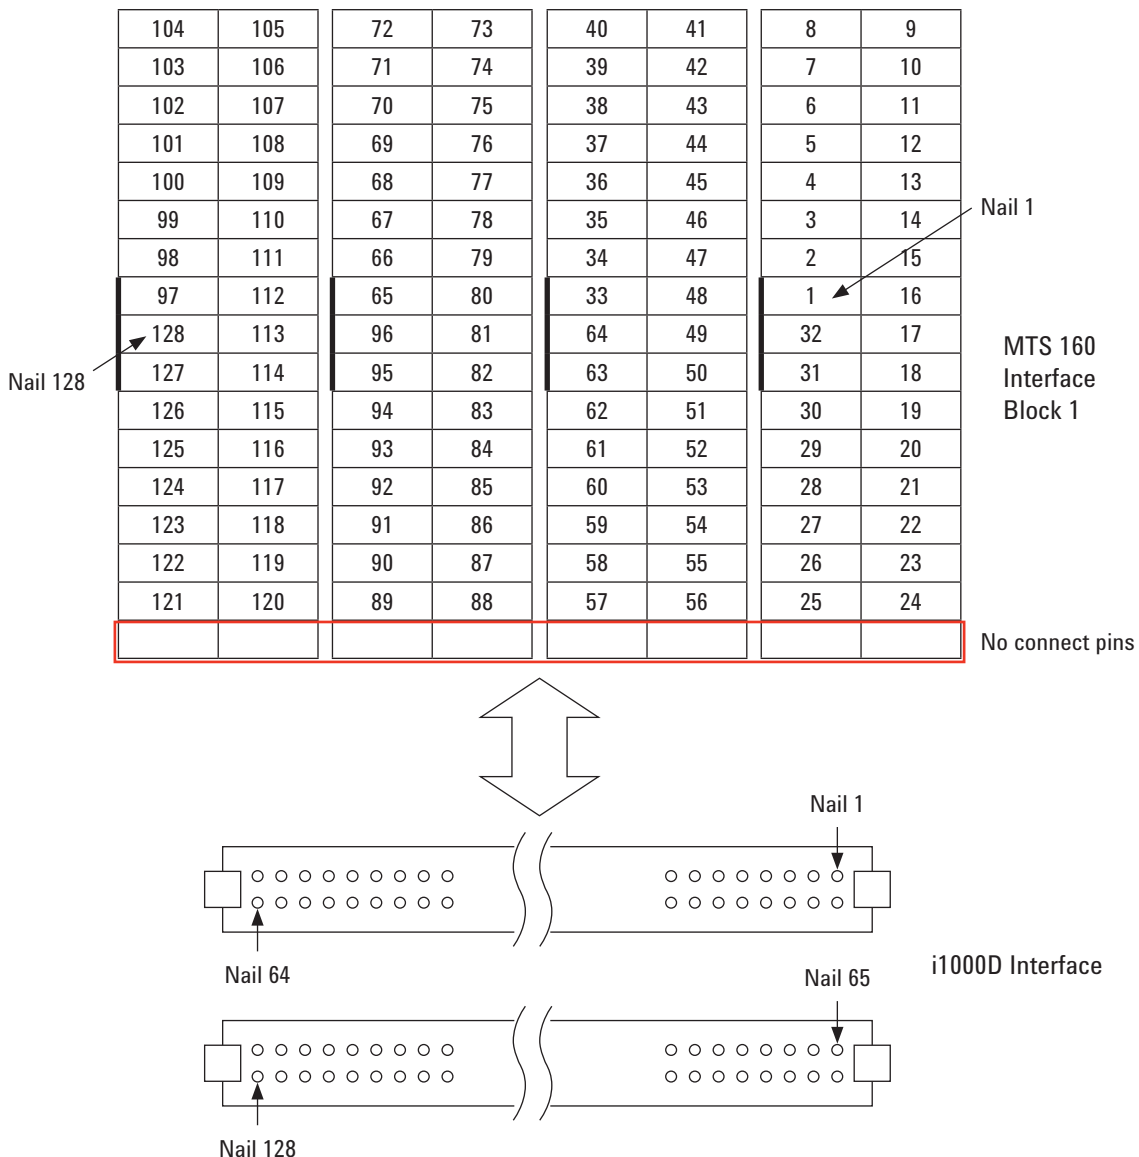 104 105 72 73 40 41 8 9
103 106 71 74 39 42 7 10
102 107 70 75 38 43 6 11
101 108 69 76 37 44 5 12
100 109 68 77 36 45 4 13
99 110 67 78 35 46 3 14
Nail 1
98 111 66 79 34 47 2 15
97 112 65 80 33 48 1 16
128 113 96 81 64 49 32 17
Nail 128
127 114 95 82 63 50 31 18
126 115 94 83 62 51 30 19
125 116 93 84 61 52 29 20
124 117 92 85 60 53 28 21
123 118 91 86 59 54 27 22
122 119 90 87 58 55 26 23
121 120 89 88 57 56 25 24
MTS 160
Interface
Block 1
No connect pins
Nail 1
Nail 64
i1000D Interface
Nail 65
Nail 128